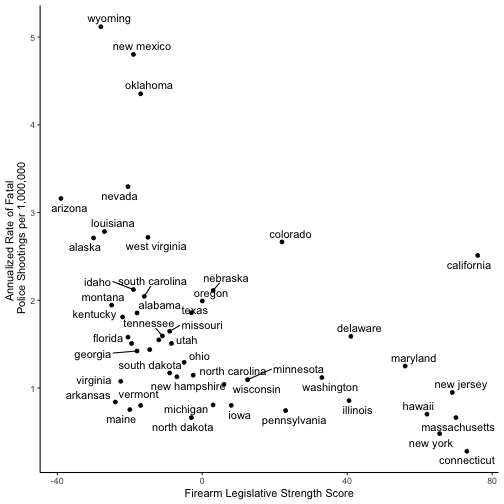 wyoming
5
new mexico
oklahoma
4
nevada
3
arizona
louisiana
colorado
alaska
west virginia
california
Annualized Rate of Fatal
Police Shootings per 1,000,000
idaho
south carolina
nebraska
montana
oregon
2
kentucky
alabama
texas
tennessee
missouri
delaware
florida
utah
georgia
ohio
maryland
south dakota
north carolina
minnesota
virginia
new hampshire
wisconsin
washington
new jersey
1
arkansas
vermont
maine
michigan
iowa
illinois
hawaii
north dakota
pennsylvania
massachusetts
new york
connecticut
-40
0
40
80
Firearm Legislative Strength Score